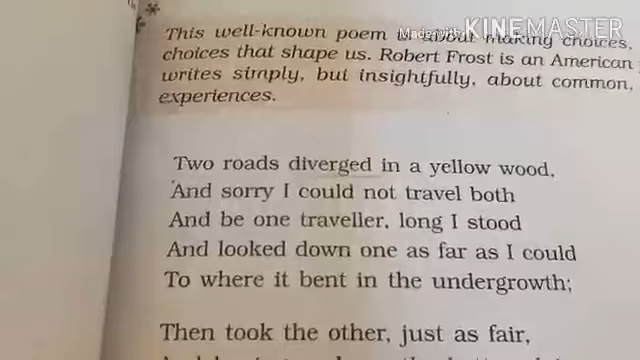 Made with KINEMASTER
This well-known poem is about making choices,
choices that shape us. Robert Frost is an American
writes simply, but insightfully, about common,
experiences.
Two roads diverged in a yellow wood,
And sorry I could not travel both
And be one traveller, long I stood
And looked down one as far as I could
To where it bent in the undergrowth;
Then took the other, just as fair,